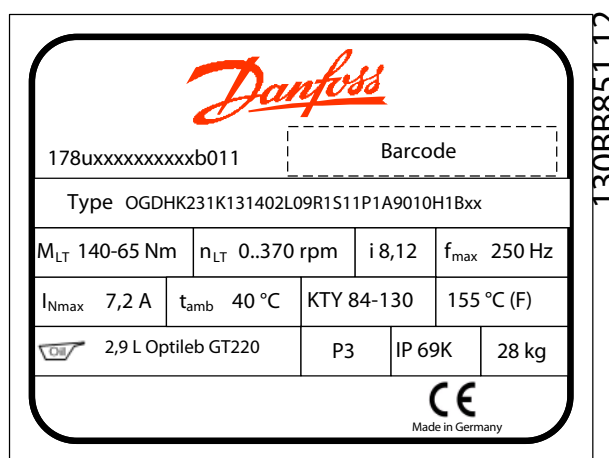 Danfoss
178uxxxxxxxxxxb011
Barcode
Type OGDHK231K131402L09R1S11P1A9010H1Bxx
MLT 140-65 Nm nLT 0..370 rpm i 8,12 fmax 250 Hz
INmax 7,2 A tamb 40 °C KTY 84-130 155 °C (F)
Oil 2,9 L Optileb GT220 P3 IP 69K 28 kg
CE
Made in Germany
130BB851.12